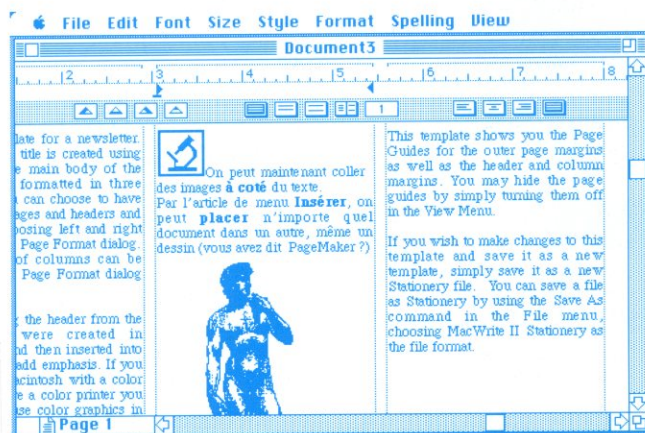 File Edit Font Size Style Format Spelling View
Document3
2 3 4 5 6 7 8
1
late for a newsletter.
title is created using
main body of the
formatted in three
can choose to have
ages and headers and
osing left and right
Page Format dialog.
of columns can be
Page Format dialog
the header from the
were created in
nd then inserted into
add emphasis. If you
acintosh with a color
e a color printer you
se color graphics in
On peut maintenant coller
des images à coté du texte.
Par l'article de menu Insérer, on
peut placer n'importe quel
document dans un autre, même un
dessin (vous avez dit PageMaker ?)
This template shows you the Page
Guides for the outer page margins
as well as the header and column
margins. You may hide the page
guides by simply turning them off
in the View Menu.
If you wish to make changes to this
template and save it as a new
template, simply save it as a new
Stationery file. You can save a file
as Stationery by using the Save As
command in the File menu,
choosing MacWrite II Stationery as
the file format.
Page 1